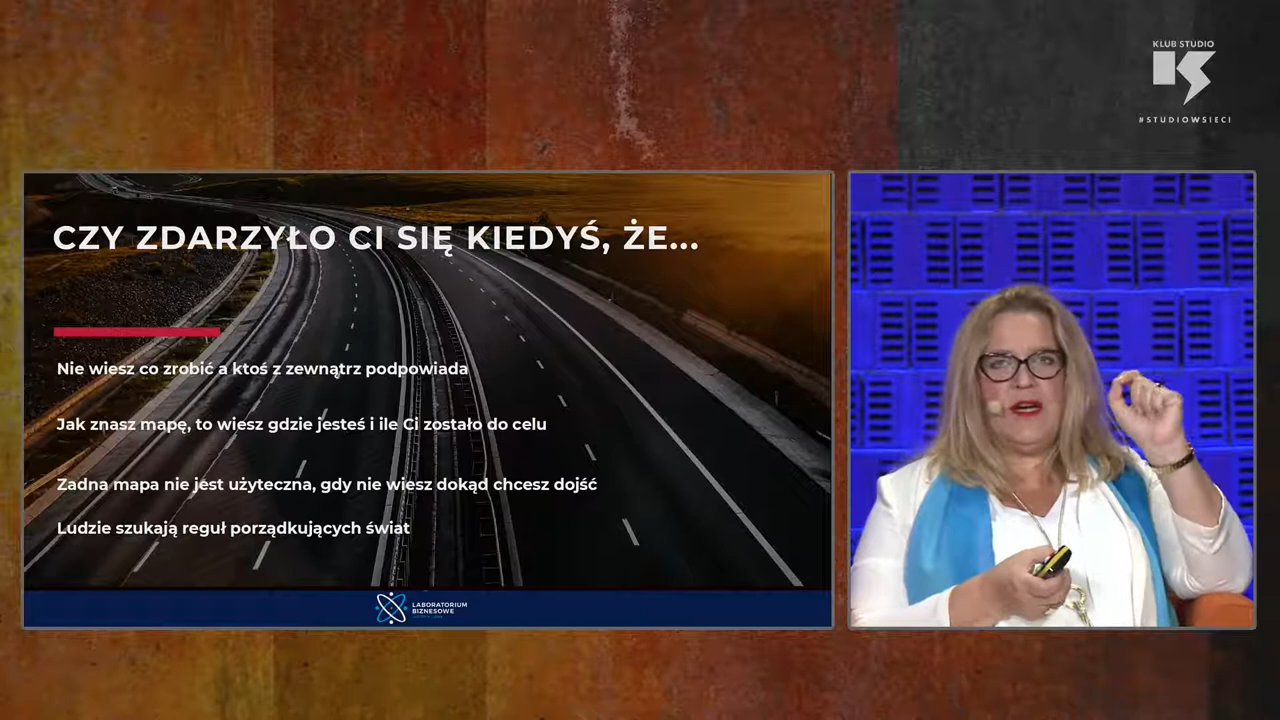 KLUB STUDIO
KS
#STUDIOWSIECI
CZY ZDARZYŁO CI SIĘ KIEDYŚ, ŻE...
Nie wiesz co zrobić a ktoś z zewnątrz podpowiada
Jak znasz mapę, to wiesz gdzie jesteś i ile Ci zostało do celu
Żadna mapa nie jest użyteczna, gdy nie wiesz dokąd chcesz dojść
Ludzie szukają reguł porządkujących świat
LABORATORIUM
BIZNESOWE